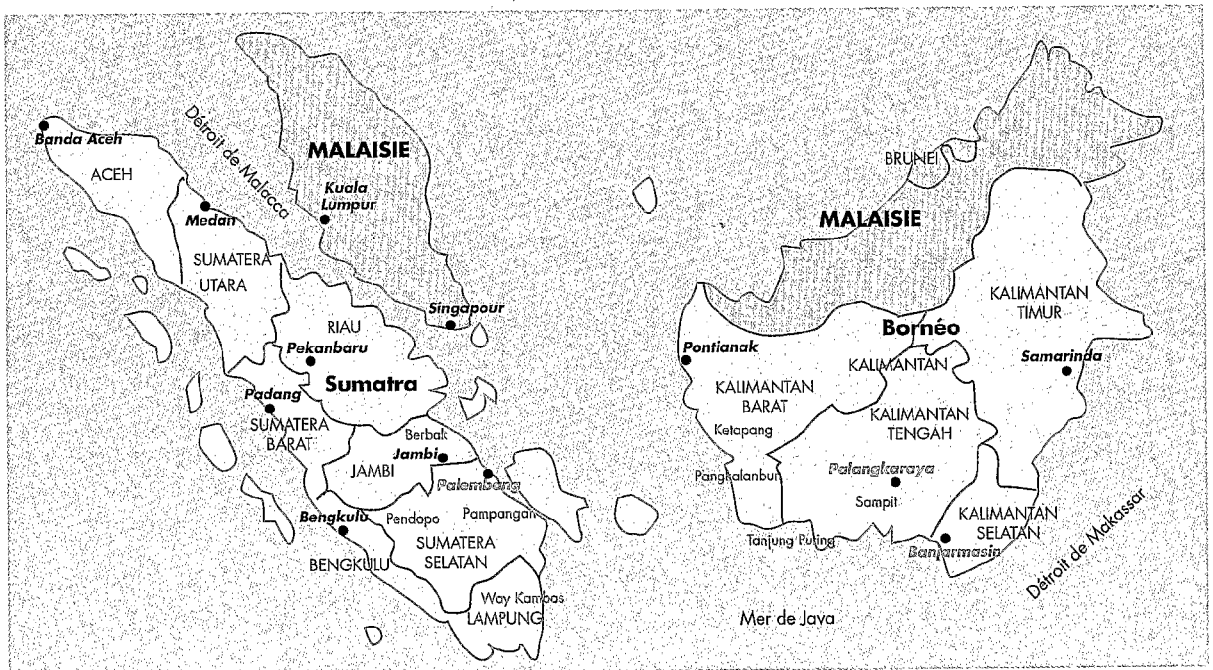 Banda Aceh
ACEH
Détroit de Malacca
MALAISIE
Kuala
Lumpur
Medan
SUMATERA
UTARA
Singapour
RIAU
Pekanbaru
Sumatra
Padang
SUMATERA
BARAT
Berbak
Jambi
JAMBI
Palembang
Bengkulu
Pendopo
Pampangan
SUMATERA
SELATAN
BENGKULU
Way Kambas
LAMPUNG
BRUNEI
MALAISIE
KALIMANTAN
TIMUR
Bornéo
Pontianak
KALIMANTAN
Samarinda
KALIMANTAN
BARAT
KALIMANTAN
TENGAH
Ketapang
Pangkalanbun
Palangkaraya
Sampit
KALIMANTAN
SELATAN
Tanjung Puting
Banjarmasin
Détroit de Makassar
Mer de Java